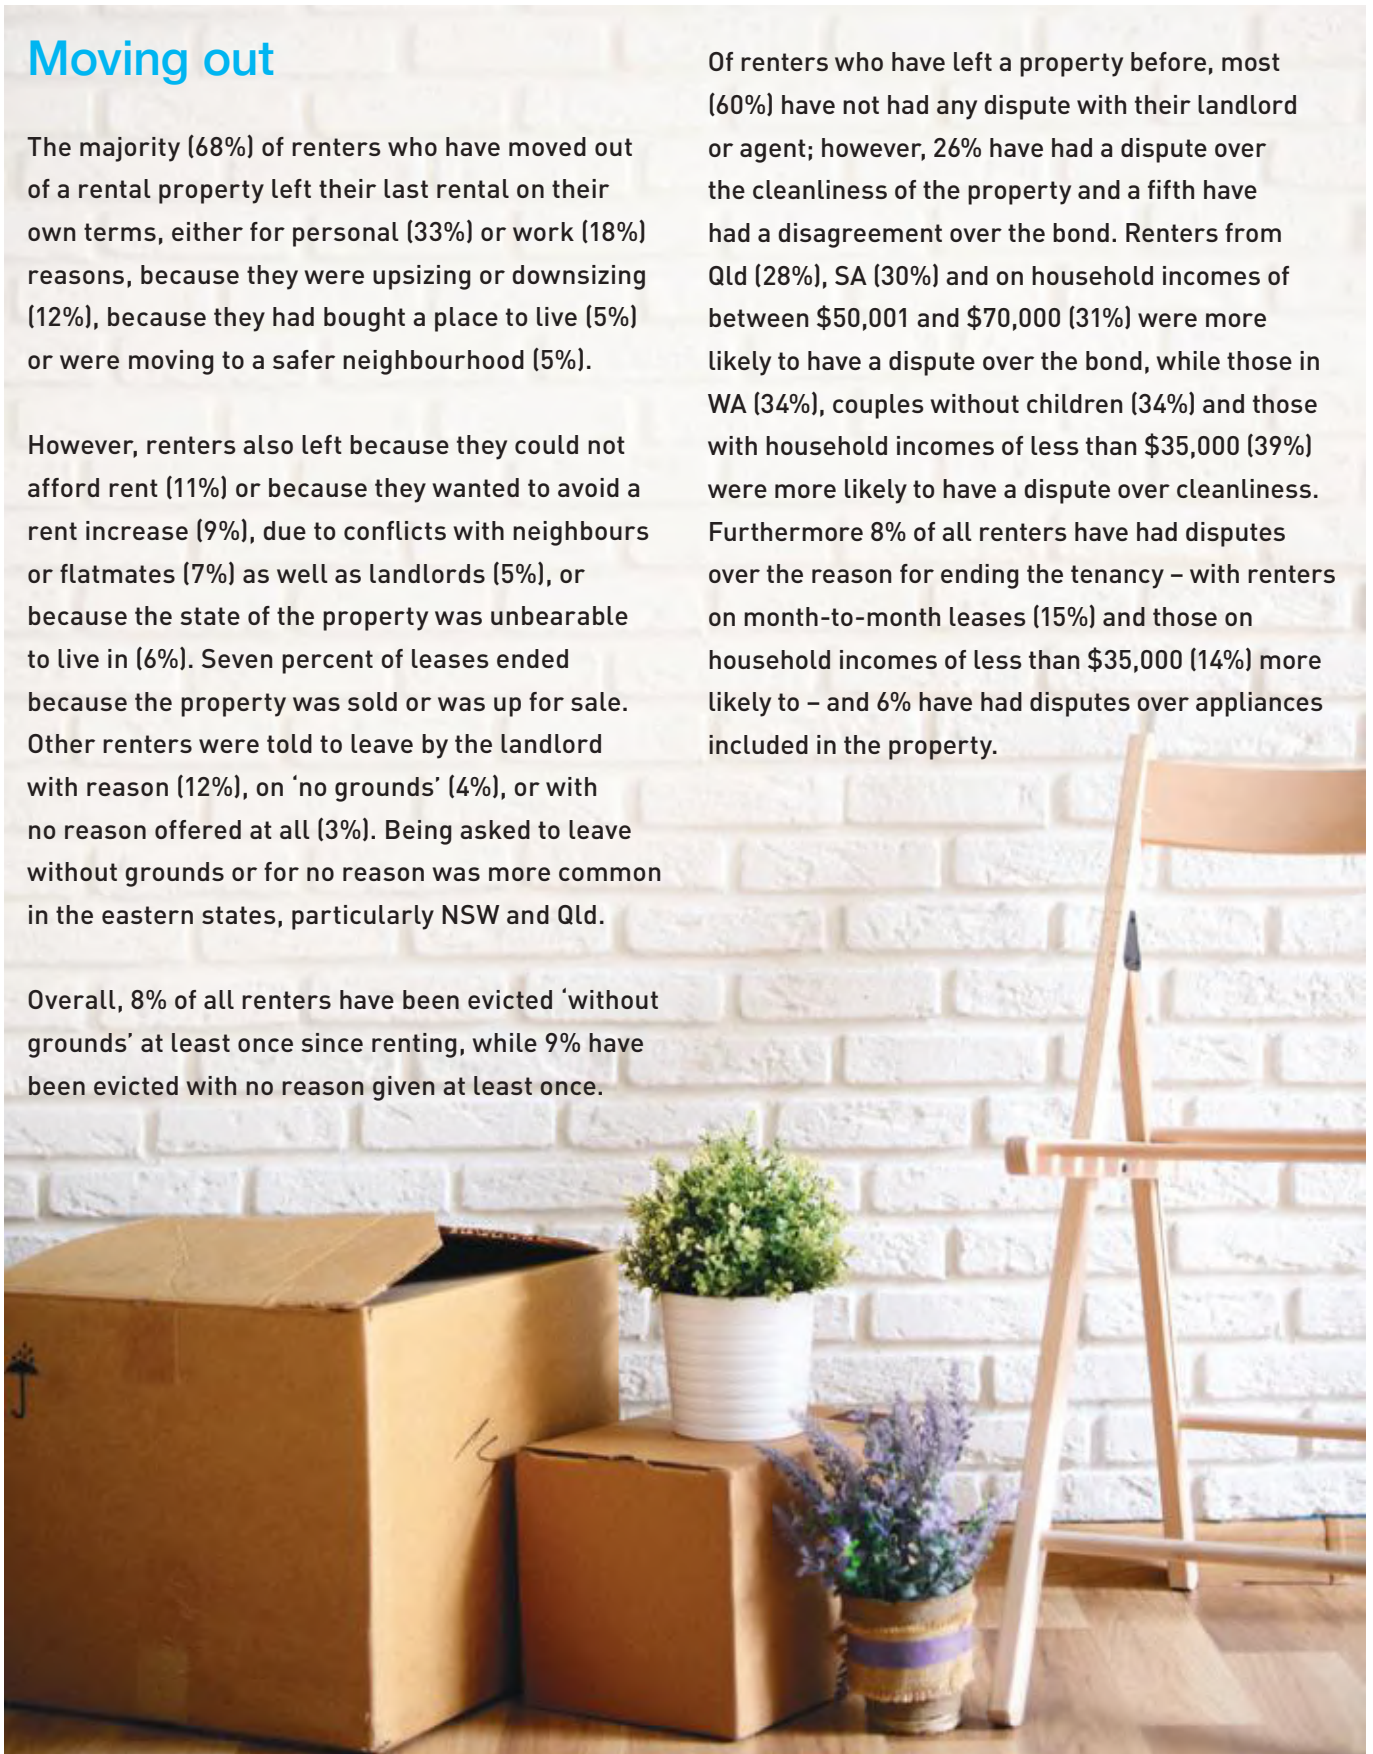 Moving out
The majority (68%) of renters who have moved out
of a rental property left their last rental on their
own terms, either for personal (33%) or work (18%)
reasons, because they were upsizing or downsizing
(12%), because they had bought a place to live (5%)
or were moving to a safer neighbourhood (5%).
However, renters also left because they could not
afford rent (11%) or because they wanted to avoid a
rent increase (9%), due to conflicts with neighbours
or flatmates (7%) as well as landlords (5%), or
because the state of the property was unbearable
to live in (6%). Seven percent of leases ended
because the property was sold or was up for sale.
Other renters were told to leave by the landlord
with reason (12%), on ‘no grounds’ (4%), or with
no reason offered at all (3%). Being asked to leave
without grounds or for no reason was more common
in the eastern states, particularly NSW and Qld.
Overall, 8% of all renters have been evicted ‘without
grounds’ at least once since renting, while 9% have
been evicted with no reason given at least once.
Of renters who have left a property before, most
(60%) have not had any dispute with their landlord
or agent; however, 26% have had a dispute over
the cleanliness of the property and a fifth have
had a disagreement over the bond. Renters from
Qld (28%), SA (30%) and on household incomes of
between $50,001 and $70,000 (31%) were more
likely to have a dispute over the bond, while those in
WA (34%), couples without children (34%) and those
with household incomes of less than $35,000 (39%)
were more likely to have a dispute over cleanliness.
Furthermore 8% of all renters have had disputes
over the reason for ending the tenancy – with renters
on month-to-month leases (15%) and those on
household incomes of less than $35,000 (14%) more
likely to – and 6% have had disputes over appliances
included in the property.